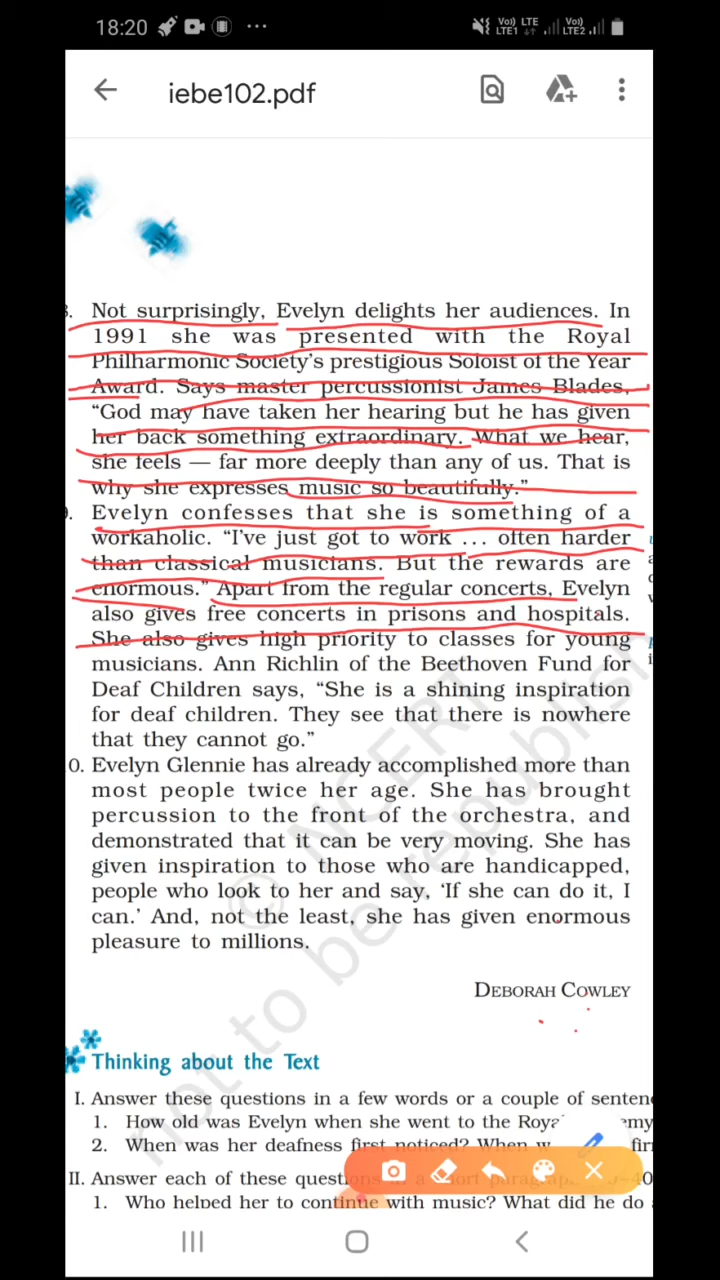 18:20 ... Vo)) LTE LTE1 Vo)) LTE2
iebe102.pdf
Not surprisingly, Evelyn delights her audiences. In
1991 she was presented with the Royal
Philharmonic Society's prestigious Soloist of the Year
Award. Says master percussionist James Blades,
“God may have taken her hearing but he has given
her back something extraordinary. What we hear,
she feels — far more deeply than any of us. That is
why she expresses music so beautifully.”
Evelyn confesses that she is something of a
workaholic. “I've just got to work ... often harder
than classical musicians. But the rewards are
enormous.” Apart from the regular concerts, Evelyn
also gives free concerts in prisons and hospitals.
She also gives high priority to classes for young
musicians. Ann Richlin of the Beethoven Fund for
Deaf Children says, “She is a shining inspiration
for deaf children. They see that there is nowhere
that they cannot go.”
0. Evelyn Glennie has already accomplished more than
most people twice her age. She has brought
percussion to the front of the orchestra, and
demonstrated that it can be very moving. She has
given inspiration to those who are handicapped,
people who look to her and say, ‘If she can do it, I
can.’ And, not the least, she has given enormous
pleasure to millions.
DEBORAH COWLEY
© NCERT
not to be republish
Thinking about the Text
I. Answer these questions in a few words or a couple of senten
1. How old was Evelyn when she went to the Roya
2. When was her deafness first noticed? When
II. Answer each of these
1. Who helped her to continue with music? What did he do